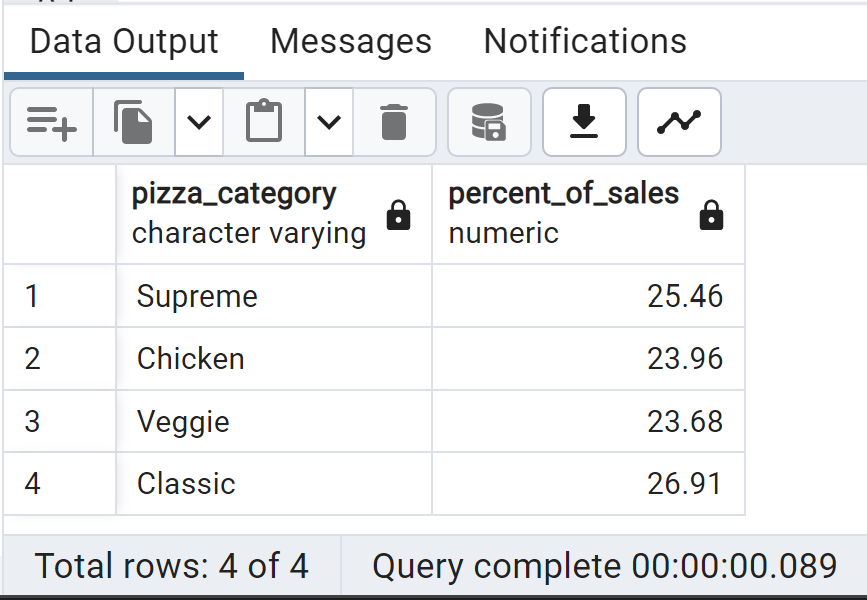 Data Output Messages Notifications
pizza_category percent_of_sales
character varying numeric
1 Supreme 25.46
2 Chicken 23.96
3 Veggie 23.68
4 Classic 26.91
Total rows: 4 of 4 Query complete 00:00:00.089